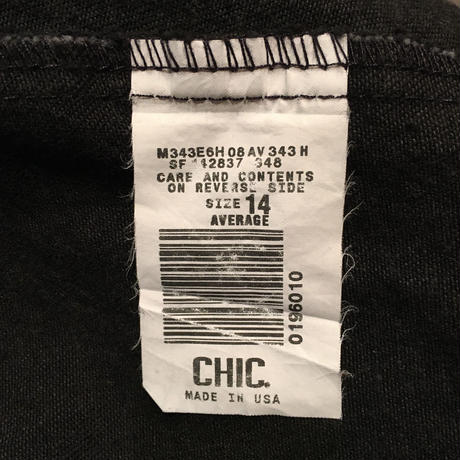 M343E6H 08 AV 343 H
SF 142837 948
CARE AND CONTENTS
ON REVERSE SIDE
SIZE 14
AVERAGE
0196010
CHIC.
MADE IN USA